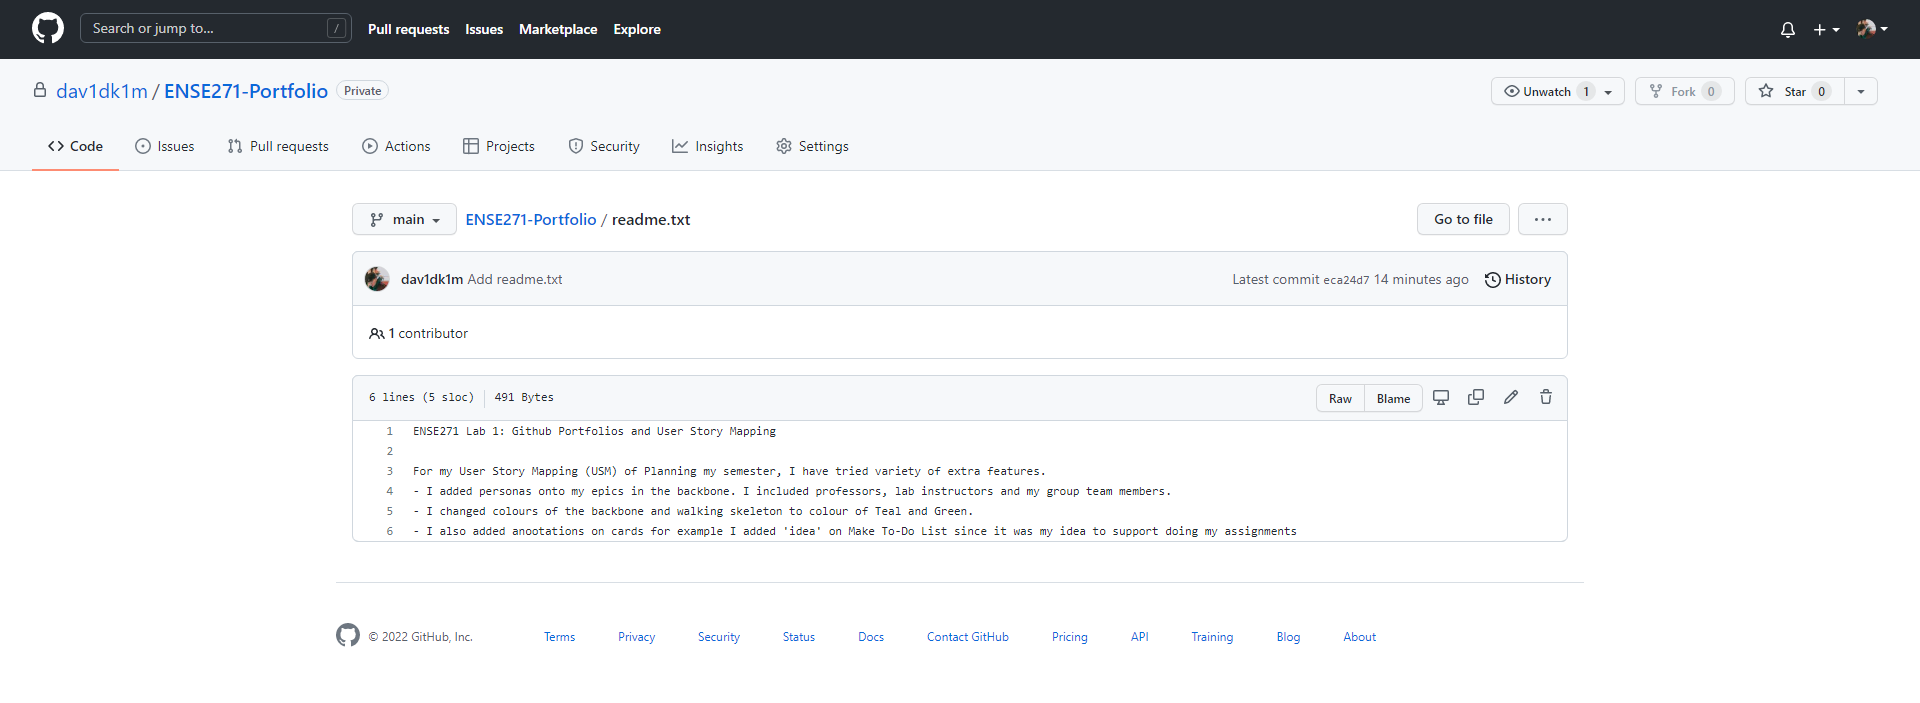 Search or jump to... /
Pull requests Issues Marketplace Explore
dav1dk1m / ENSE271-Portfolio Private
Unwatch 1 Fork 0 Star 0
Code Issues Pull requests Actions Projects Security Insights Settings
main ENSE271-Portfolio / readme.txt Go to file ...
dav1dk1m Add readme.txt Latest commit eca24d7 14 minutes ago History
1 contributor
6 lines (5 sloc) 491 Bytes Raw Blame
1 ENSE271 Lab 1: Github Portfolios and User Story Mapping
2
3 For my User Story Mapping (USM) of Planning my semester, I have tried variety of extra features.
4 - I added personas onto my epics in the backbone. I included professors, lab instructors and my group team members.
5 - I changed colours of the backbone and walking skeleton to colour of Teal and Green.
6 - I also added anootations on cards for example I added 'idea' on Make To-Do List since it was my idea to support doing my assignments
© 2022 GitHub, Inc. Terms Privacy Security Status Docs Contact GitHub Pricing API Training Blog About